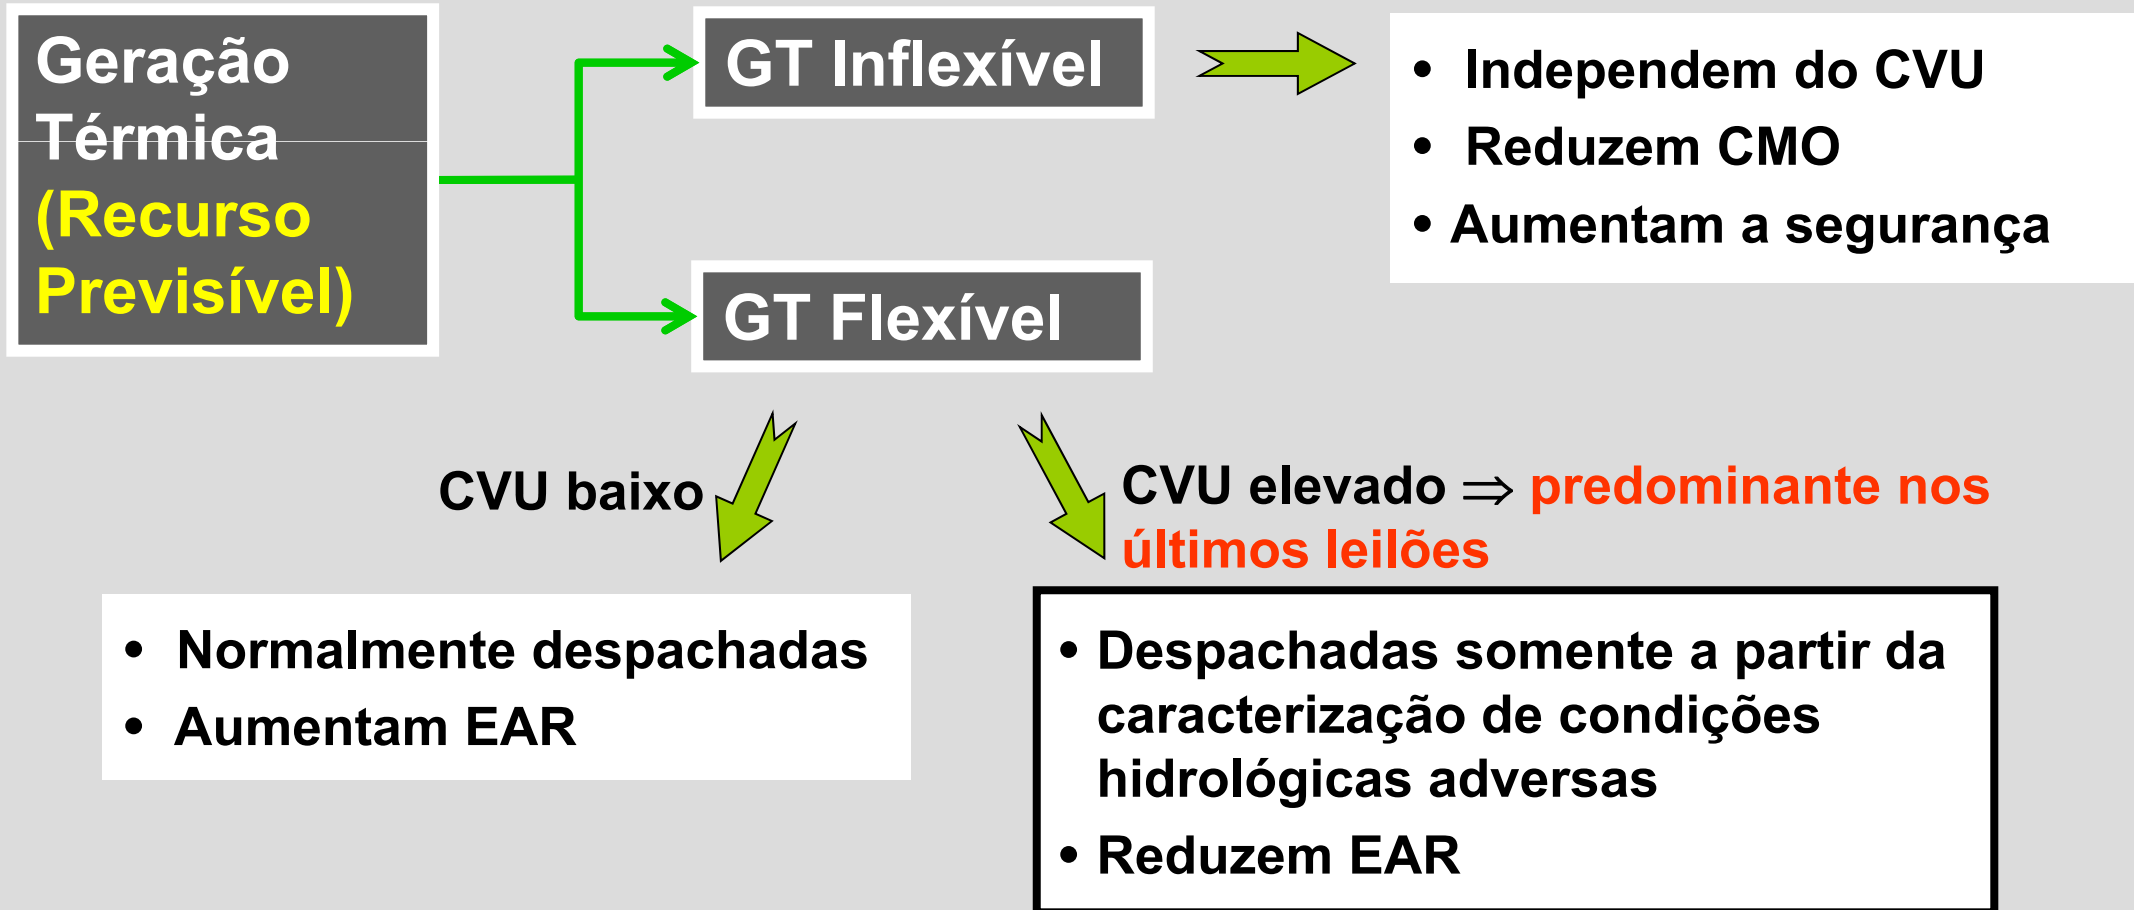 Geração
Térmica
(Recurso
Previsível)
GT Inflexível
• Independem do CVU
• Reduzem CMO
• Aumentam a segurança
GT Flexível
CVU baixo
CVU elevado ⇒ predominante nos
últimos leilões
• Normalmente despachadas
• Aumentam EAR
• Despachadas somente a partir da
caracterização de condições
hidrológicas adversas
• Reduzem EAR